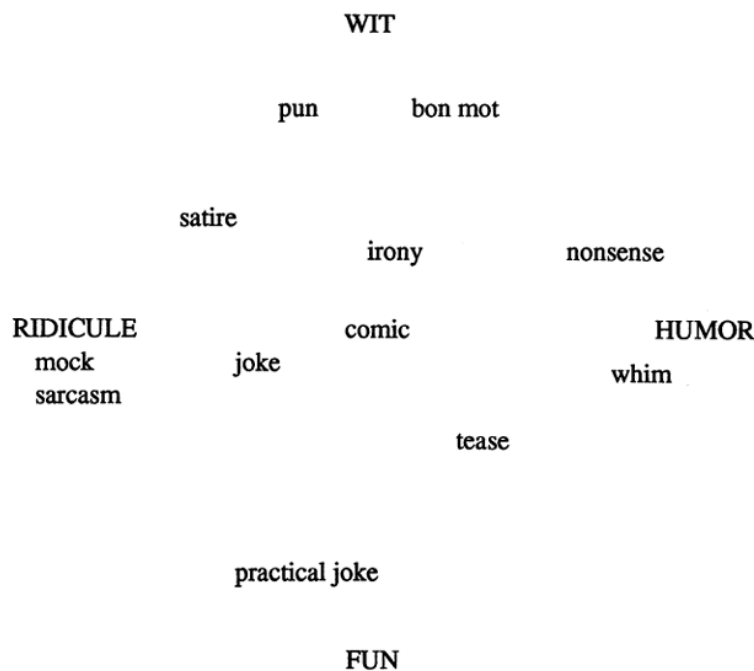 WIT
pun bon mot
satire
irony nonsense
RIDICULE comic HUMOR
mock joke whim
sarcasm
tease
practical joke
FUN